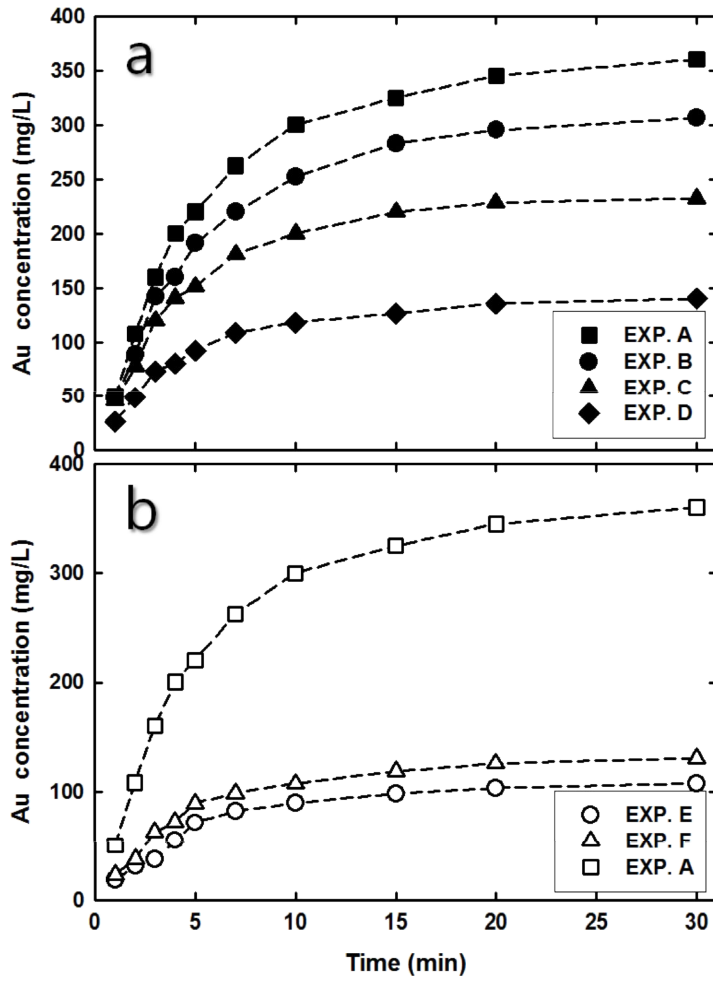 400
a
350
300
250
200
150
100
50
0
Au concentration (mg/L)
EXP. A
EXP. B
EXP. C
EXP. D
400
b
300
200
100
0
Au concentration (mg/L)
EXP. E
EXP. F
EXP. A
0 5 10 15 20 25 30
Time (min)